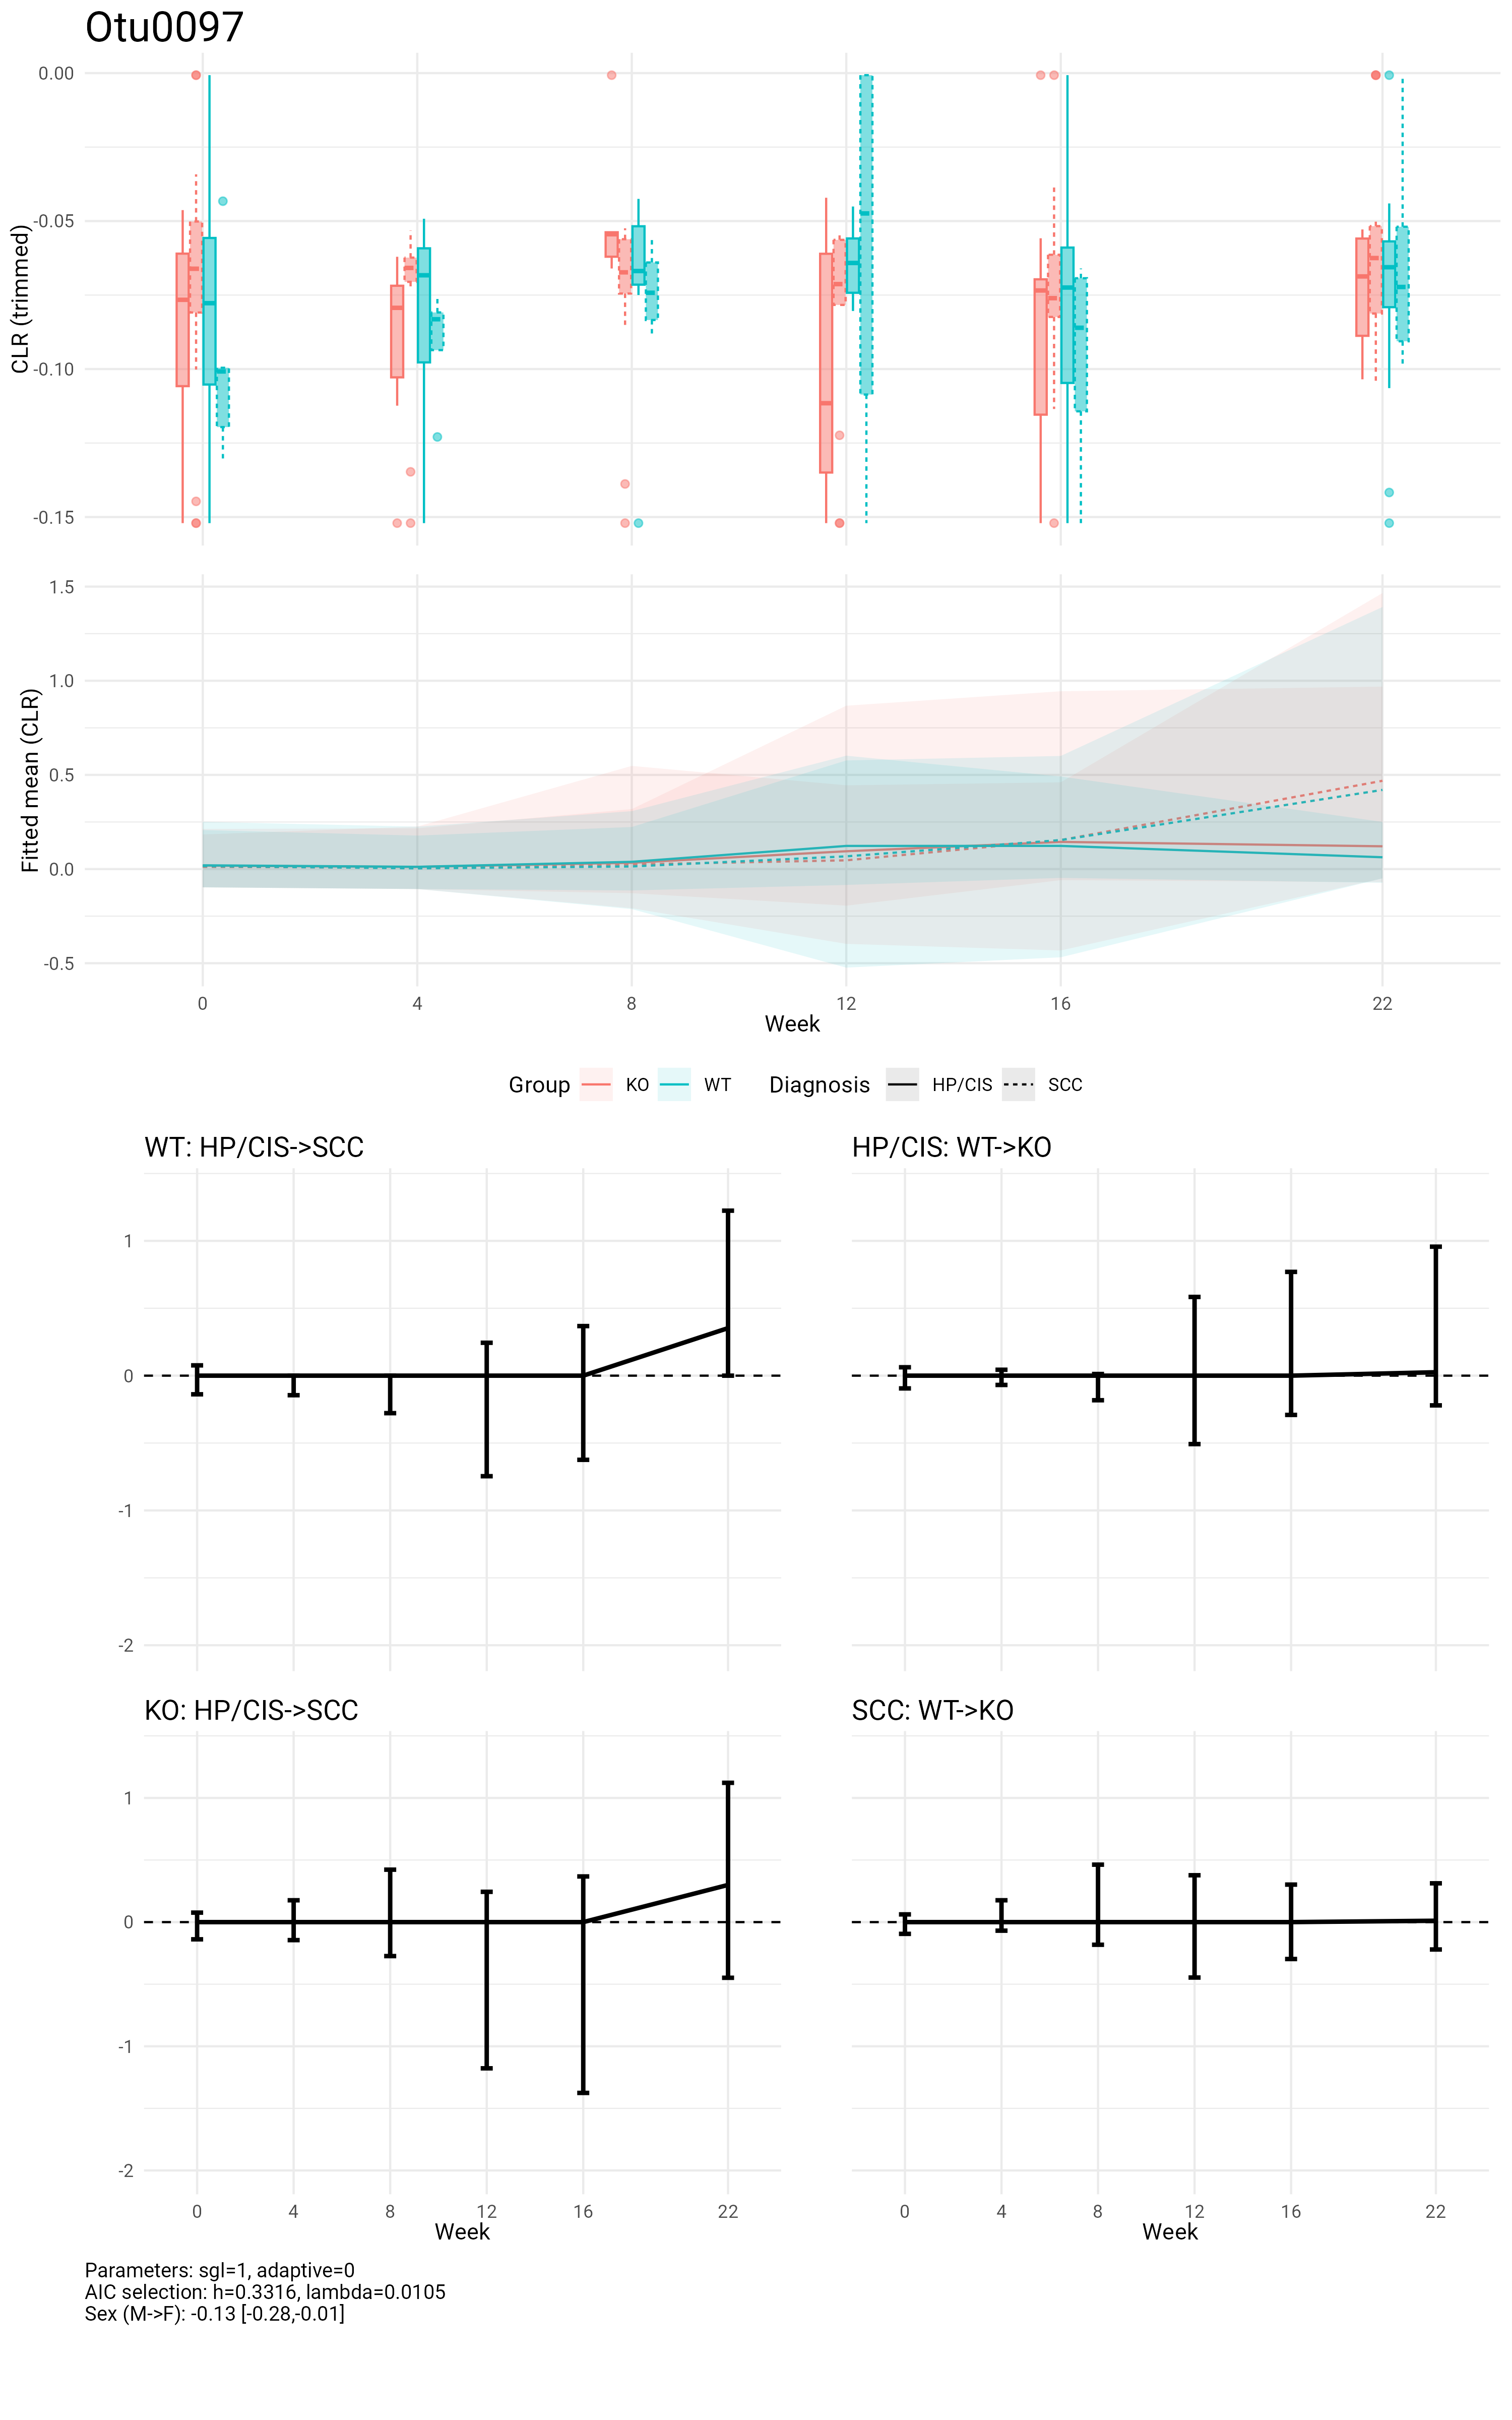 Otu0097
CLR (trimmed)
0.00
-0.05
-0.10
-0.15
Fitted mean (CLR)
1.5
1.0
0.5
0.0
-0.5
0 4 8 12 16 22
Week
Group KO WT Diagnosis HP/CIS SCC
WT: HP/CIS->SCC
1
0
-1
-2
HP/CIS: WT->KO
KO: HP/CIS->SCC
1
0
-1
-2
0 4 8 12 16 22
Week
SCC: WT->KO
0 4 8 12 16 22
Week
Parameters: sgl=1, adaptive=0
AIC selection: h=0.3316, lambda=0.0105
Sex (M->F): -0.13 [-0.28,-0.01]